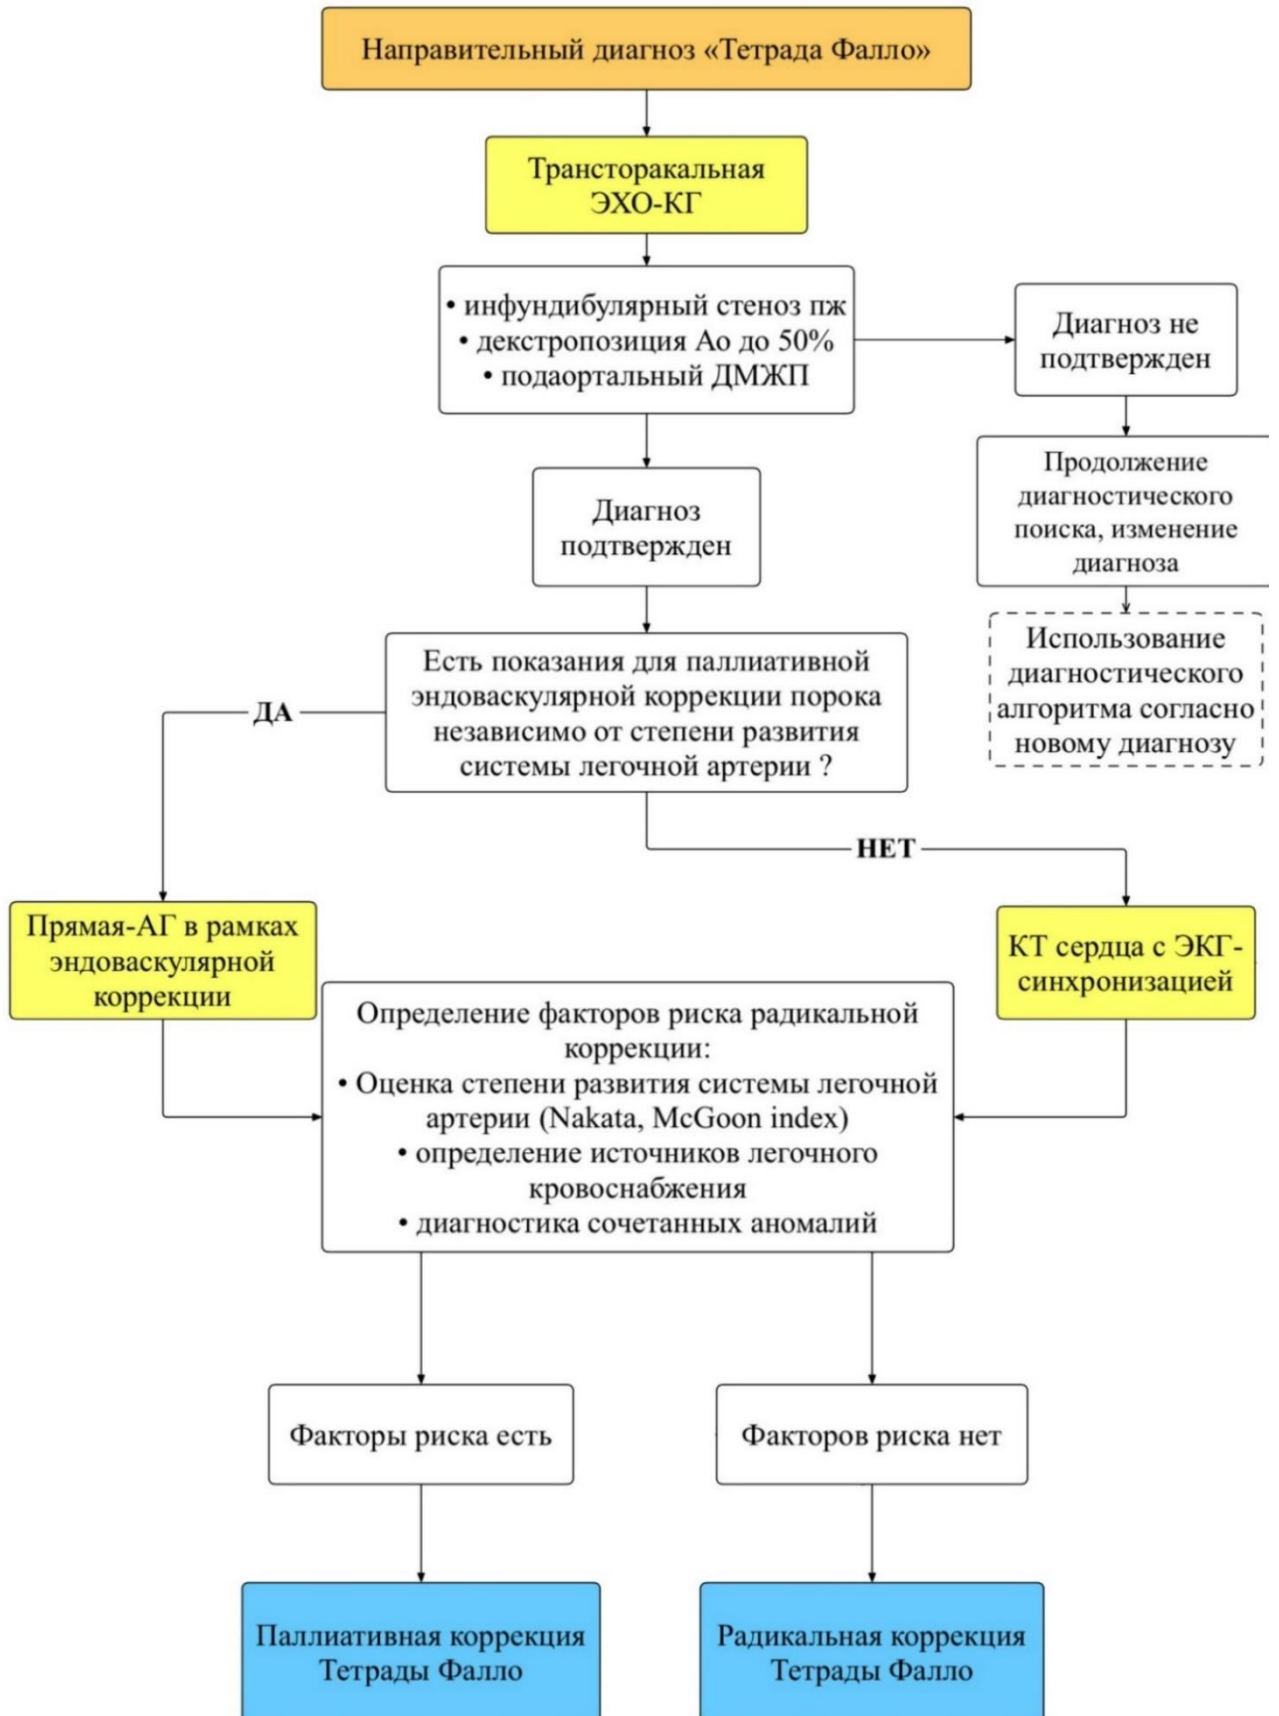 Направительный диагноз «Тетрада Фалло»
Трансторакальная
ЭХО-КГ
• инфундибулярный стеноз пж
• декстропозиция Ао до 50%
• подаортальный ДМЖП
Диагноз не
подтвержден
Продолжение
диагностического
поиска, изменение
диагноза
Использование
диагностического
алгоритма согласно
новому диагнозу
Диагноз
подтвержден
Есть показания для паллиативной
эндоваскулярной коррекции порока
независимо от степени развития
системы легочной артерии ?
ДА
НЕТ
Прямая-АГ в рамках
эндоваскулярной
коррекции
КТ сердца с ЭКГ-
синхронизацией
Определение факторов риска радикальной
коррекции:
• Оценка степени развития системы легочной
артерии (Nakata, McGoon index)
• определение источников легочного
кровоснабжения
• диагностика сочетанных аномалий
Факторы риска есть
Факторов риска нет
Паллиативная коррекция
Тетрады Фалло
Радикальная коррекция
Тетрады Фалло